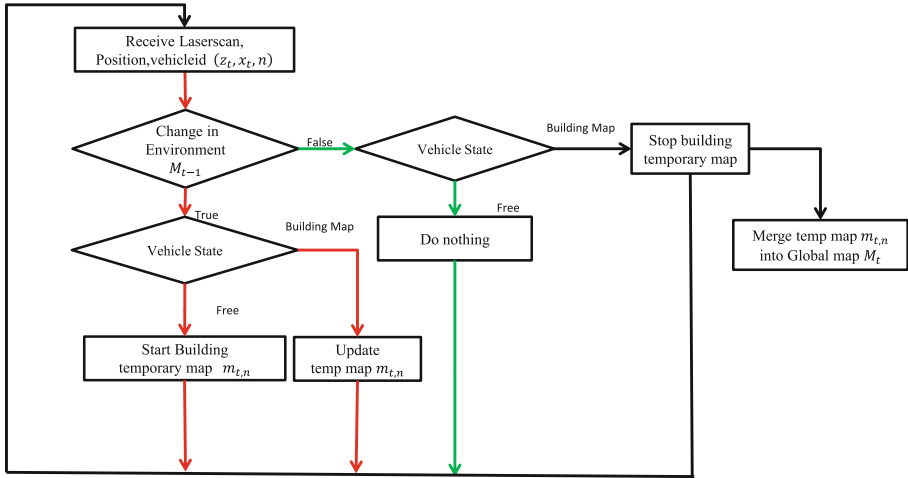 Receive Laserscan,
Position,vehicleid (z_t, x_t, n)
Change in
Environment
M_{t−1}
False
Vehicle State
Building Map
Stop building
temporary map
True
Free
Building Map
Vehicle State
Do nothing
Merge temp map m_{t,n}
into Global map M_t
Free
Start Building
temporary map m_{t,n}
Update
temp map m_{t,n}